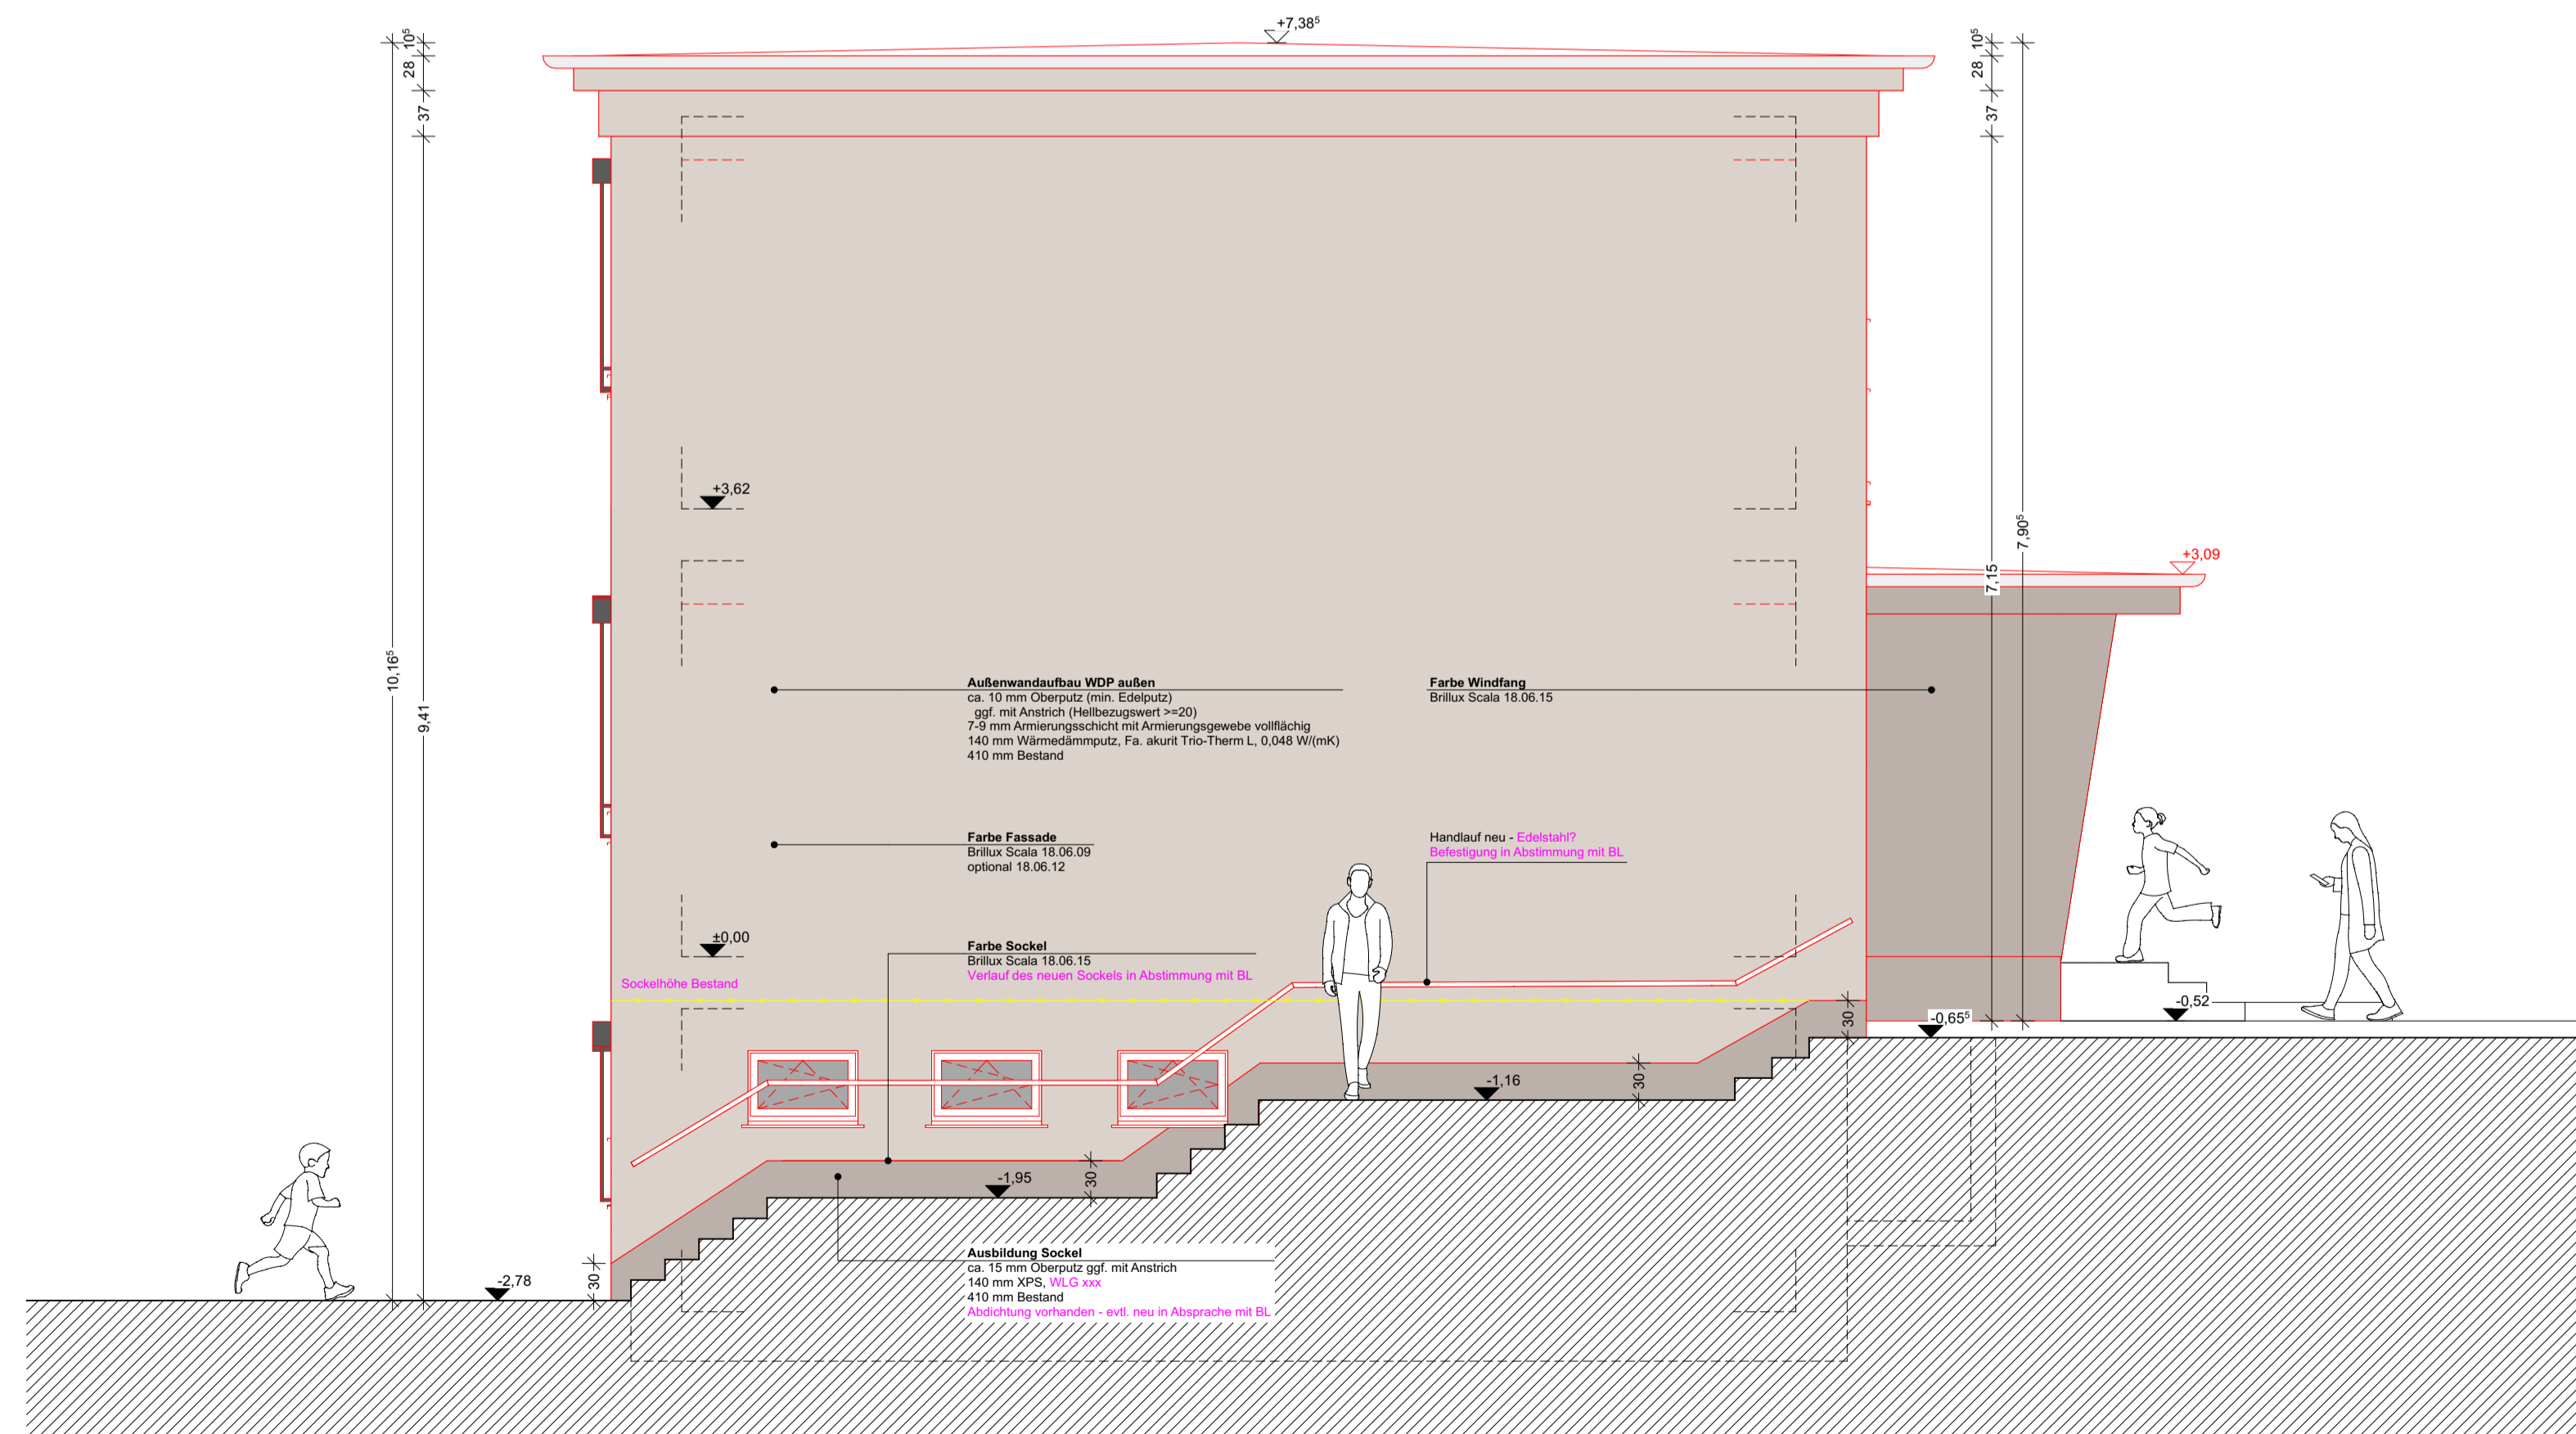 +7,38⁵
10⁵
28
37
10⁵
28
37
+3,62
7,90⁵
+3,09
7,15
10,16⁵
9,41
Außenwandaufbau WDP außen
ca. 10 mm Oberputz (min. Edelputz)
ggf. mit Anstrich (Hellbezugswert >=20)
7-9 mm Armierungsschicht mit Armierungsgewebe vollflächig
140 mm Wärmedämmputz, Fa. akurit Trio-Therm L, 0,048 W/(mK)
410 mm Bestand
Farbe Windfang
Brillux Scala 18.06.15
Farbe Fassade
Brillux Scala 18.06.09
optional 18.06.12
Handlauf neu - Edelstahl?
Befestigung in Abstimmung mit BL
±0,00
Farbe Sockel
Brillux Scala 18.06.15
Verlauf des neuen Sockels in Abstimmung mit BL
Sockelhöhe Bestand
-0,52
-0,65⁵
30
-1,16
30
-1,95
30
Ausbildung Sockel
ca. 15 mm Oberputz ggf. mit Anstrich
140 mm XPS, WLG xxx
410 mm Bestand
Abdichtung vorhanden - evtl. neu in Absprache mit BL
-2,78
30